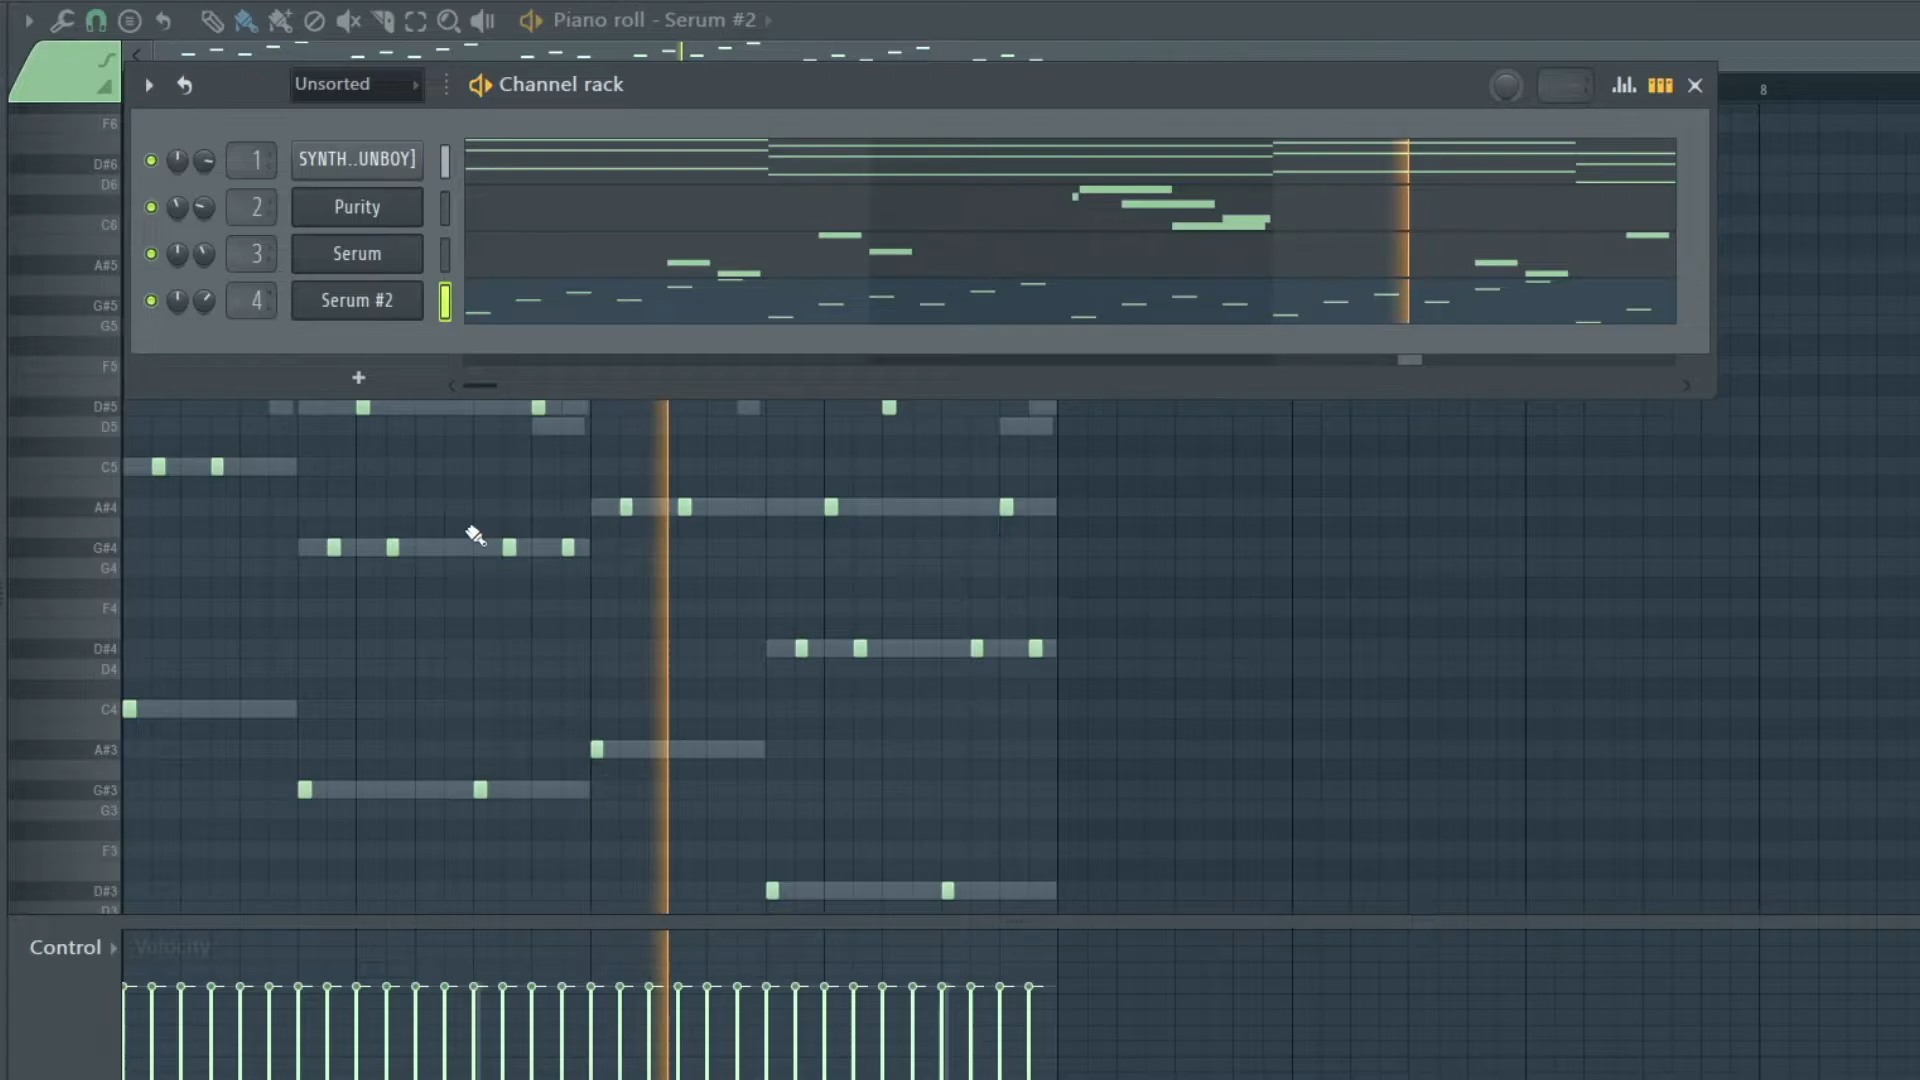 Piano roll - Serum #2
Unsorted
Channel rack
8
1
SYNTH..UNBOY]
2
Purity
3
Serum
4
Serum #2
+
F6
D#6
D6
C6
A#5
G#5
G5
F5
D#5
D5
C5
A#4
G#4
G4
F4
D#4
D4
C4
A#3
G#3
G3
F3
D#3
D3
Control
Velocity